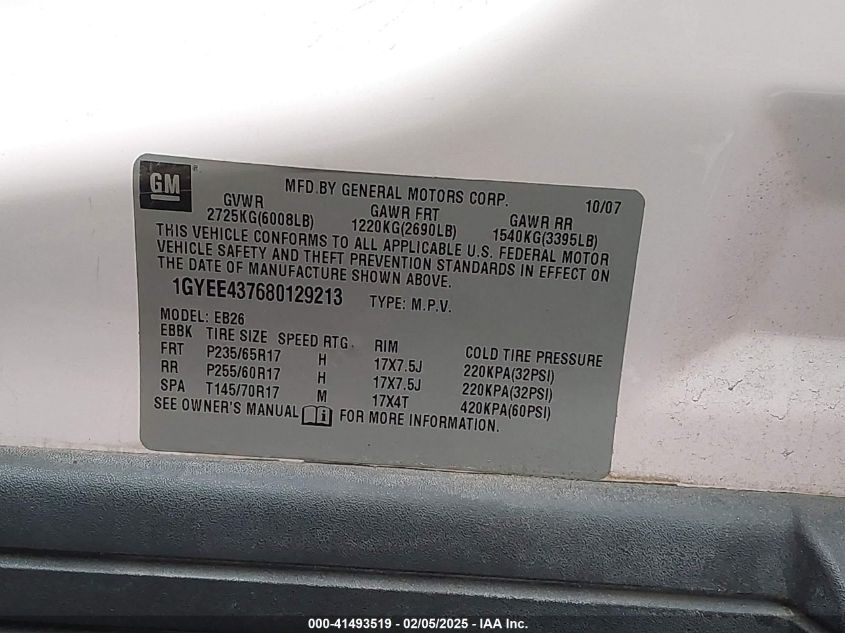 GM
MFD.BY GENERAL MOTORS CORP. 10/07
GVWR GAWR FRT GAWR RR
2725KG(6008LB) 1220KG(2690LB) 1540KG(3395LB)
THIS VEHICLE CONFORMS TO ALL APPLICABLE U.S. FEDERAL MOTOR
VEHICLE SAFETY AND THEFT PREVENTION STANDARDS IN EFFECT ON
THE DATE OF MANUFACTURE SHOWN ABOVE.
1GYEE437680129213 TYPE: M.P.V.
MODEL: EB26
EBBK TIRE SIZE SPEED RTG. RIM COLD TIRE PRESSURE
FRT P235/65R17 H 17X7.5J 220KPA(32PSI)
RR P255/60R17 H 17X7.5J 220KPA(32PSI)
SPA T145/70R17 M 17X4T 420KPA(60PSI)
SEE OWNER'S MANUAL i FOR MORE INFORMATION.
000-41493519 - 02/05/2025 - IAA Inc.